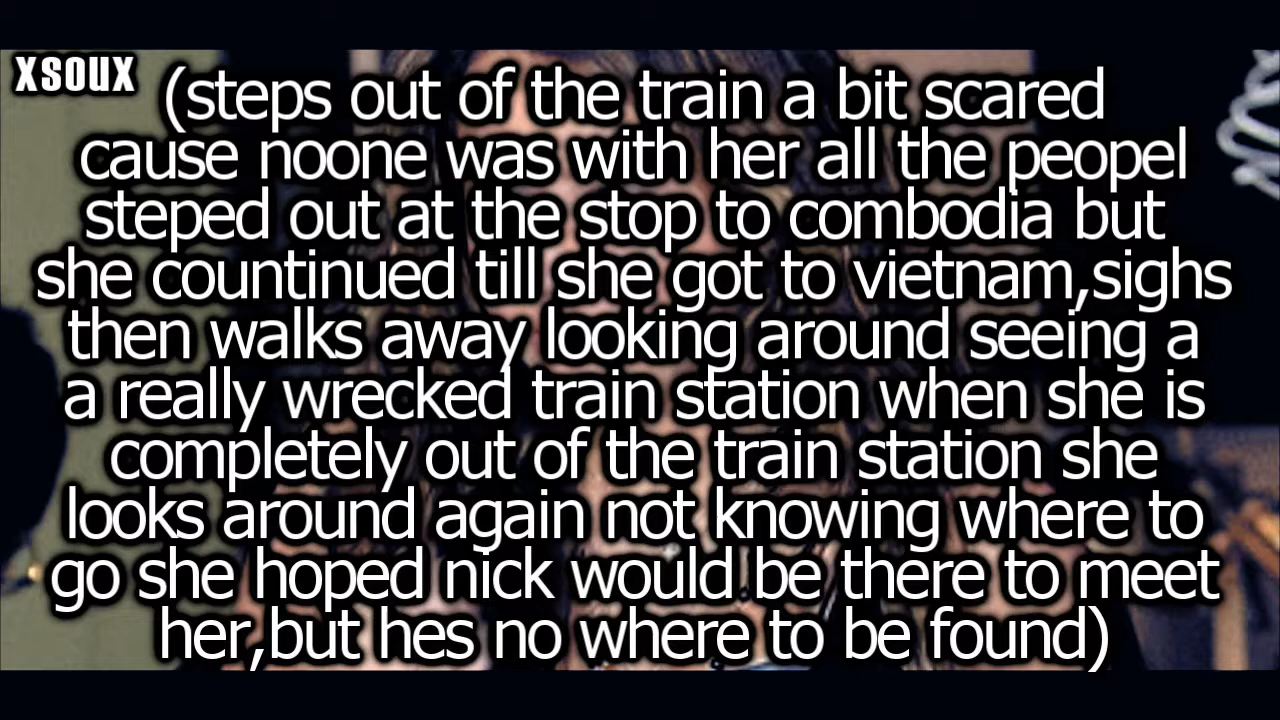 XSOUX
(steps out of the train a bit scared
cause noone was with her all the peopel
steped out at the stop to combodia but
she countinued till she got to vietnam,sighs
then walks away looking around seeing a
a really wrecked train station when she is
completely out of the train station she
looks around again not knowing where to
go she hoped nick would be there to meet
her,but hes no where to be found)